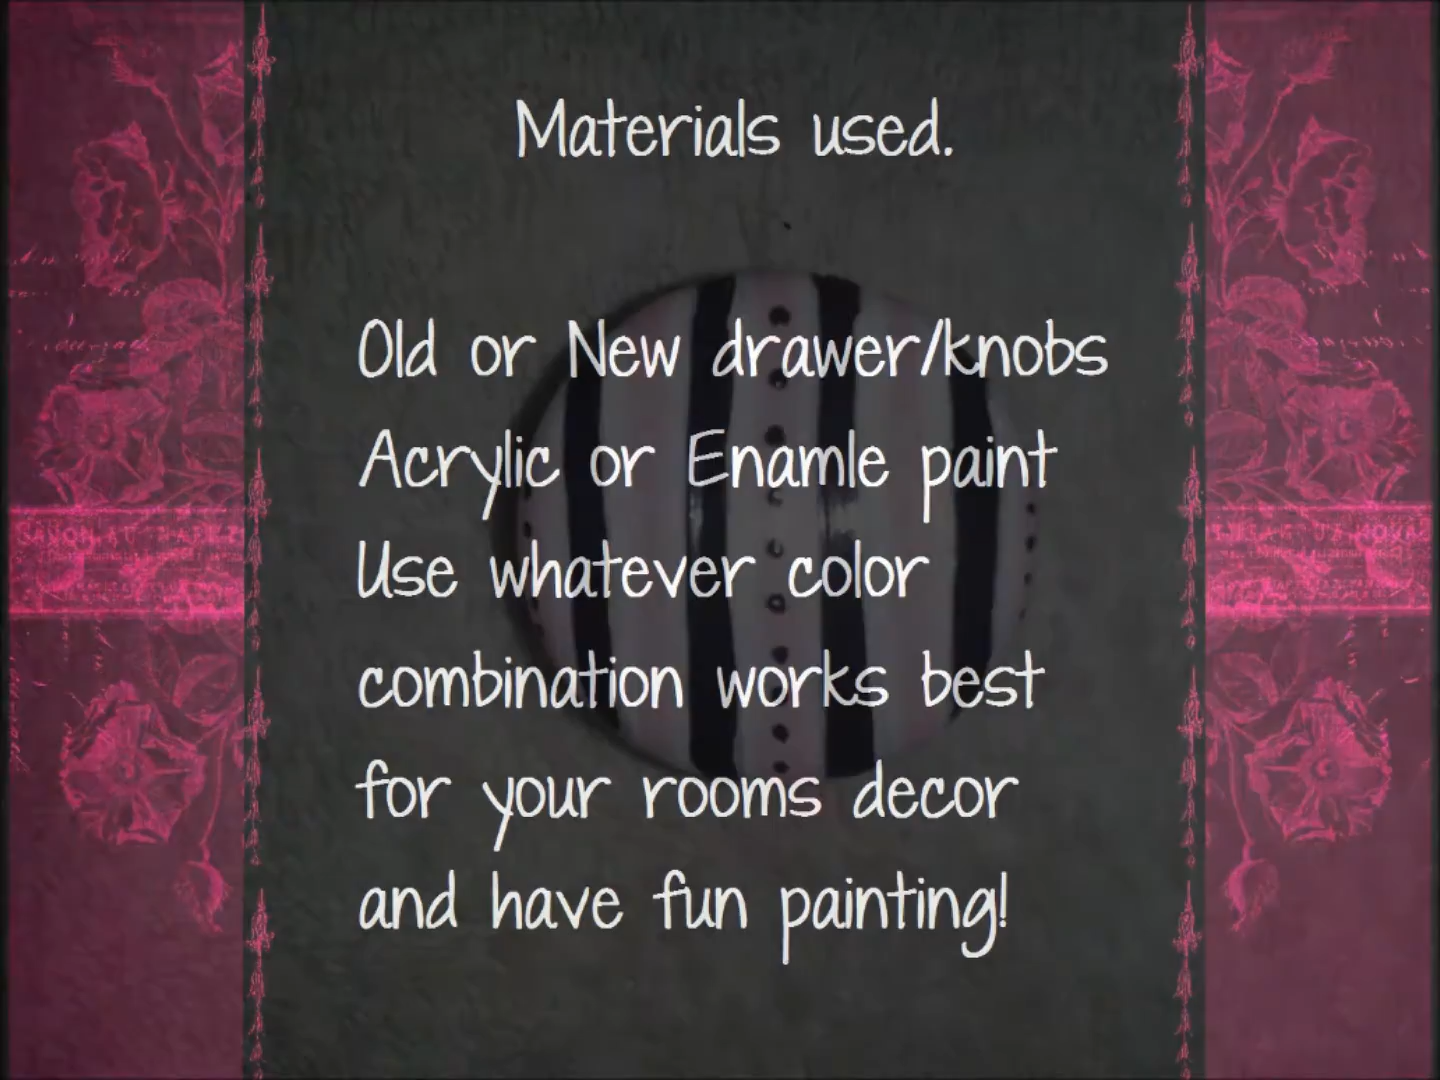 Materials used.
Old or New drawer/knobs
Acrylic or Enamle paint
Use whatever color
combination works best
for your rooms decor
and have fun painting!